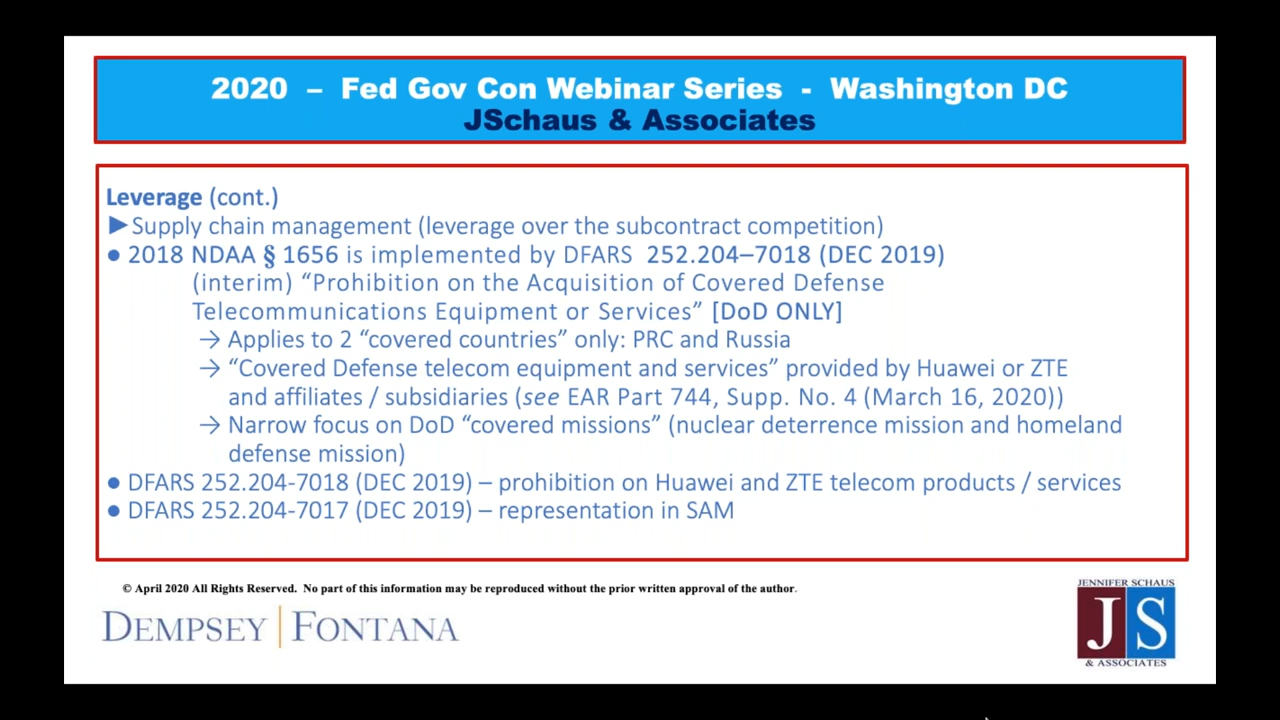 2020 – Fed Gov Con Webinar Series - Washington DC
JSchaus & Associates
Leverage (cont.)
►Supply chain management (leverage over the subcontract competition)
● 2018 NDAA § 1656 is implemented by DFARS 252.204–7018 (DEC 2019)
(interim) “Prohibition on the Acquisition of Covered Defense
Telecommunications Equipment or Services” [DoD ONLY]
→ Applies to 2 “covered countries” only: PRC and Russia
→ “Covered Defense telecom equipment and services” provided by Huawei or ZTE
and affiliates / subsidiaries (see EAR Part 744, Supp. No. 4 (March 16, 2020))
→ Narrow focus on DoD “covered missions” (nuclear deterrence mission and homeland
defense mission)
● DFARS 252.204-7018 (DEC 2019) – prohibition on Huawei and ZTE telecom products / services
● DFARS 252.204-7017 (DEC 2019) – representation in SAM
© April 2020 All Rights Reserved. No part of this information may be reproduced without the prior written approval of the author.
DEMPSEY | FONTANA
JENNIFER SCHAUS
JS
& ASSOCIATES